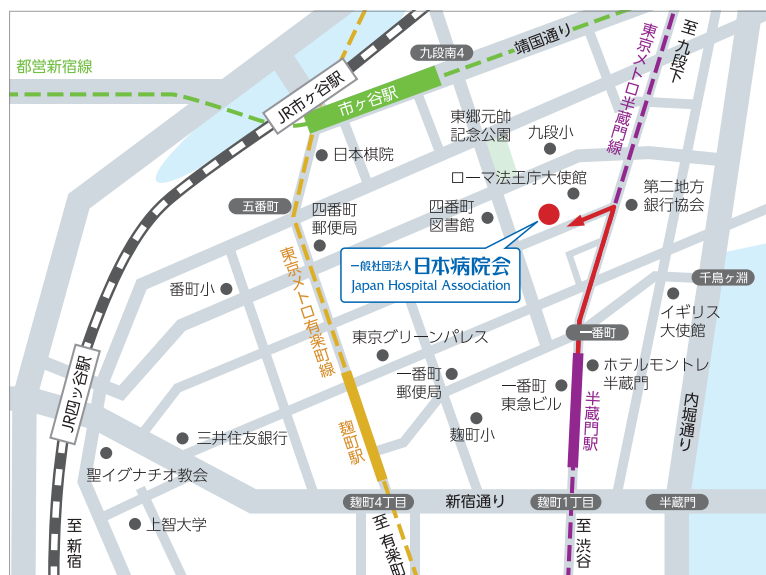 都営新宿線
九段南4
靖国通り
至 九段下
東京メトロ半蔵門線
JR市ヶ谷駅
市ヶ谷駅
東郷元帥
記念公園
九段小
日本棋院
ローマ法王庁大使館
第二地方
銀行協会
五番町
四番町
郵便局
四番町
図書館
一般社団法人 日本病院会
Japan Hospital Association
東京メトロ有楽町線
番町小
千鳥ヶ淵
イギリス
大使館
東京グリーンパレス
一番町
ホテルモントレ
半蔵門
一番町
郵便局
一番町
東急ビル
JR四ッ谷駅
半蔵門駅
内堀通り
麹町駅
麹町小
三井住友銀行
聖イグナチオ教会
麹町4丁目
新宿通り
麹町1丁目
半蔵門
上智大学
至 新宿
至 有楽町
至 渋谷